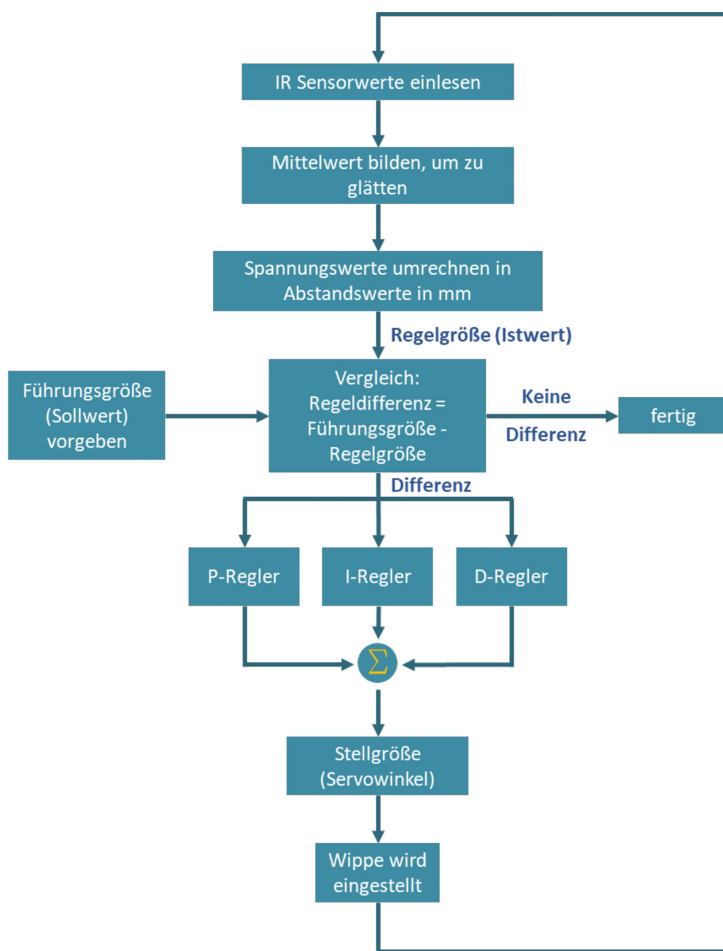 IR Sensorwerte einlesen
Mittelwert bilden, um zu
glätten
Spannungswerte umrechnen in
Abstandswerte in mm
Regelgröße (Istwert)
Führungsgröße
(Sollwert)
vorgeben
Vergleich:
Regeldifferenz =
Führungsgröße -
Regelgröße
Keine
Differenz
fertig
Differenz
P-Regler
I-Regler
D-Regler
Σ
Stellgröße
(Servowinkel)
Wippe wird
eingestellt